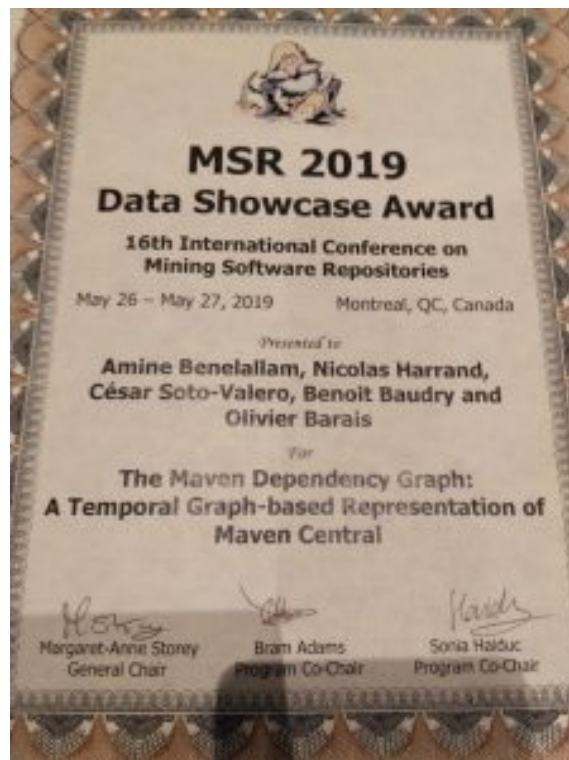 MSR 2019
Data Showcase Award
16th International Conference on
Mining Software Repositories
May 26 – May 27, 2019 Montreal, QC, Canada
Presented to
Amine Benelallam, Nicolas Harrand,
César Soto-Valero, Benoit Baudry and
Olivier Barais
For
The Maven Dependency Graph:
A Temporal Graph-based Representation of
Maven Central
Margaret-Anne Storey Bram Adams Sonia Haiduc
General Chair Program Co-Chair Program Co-Chair